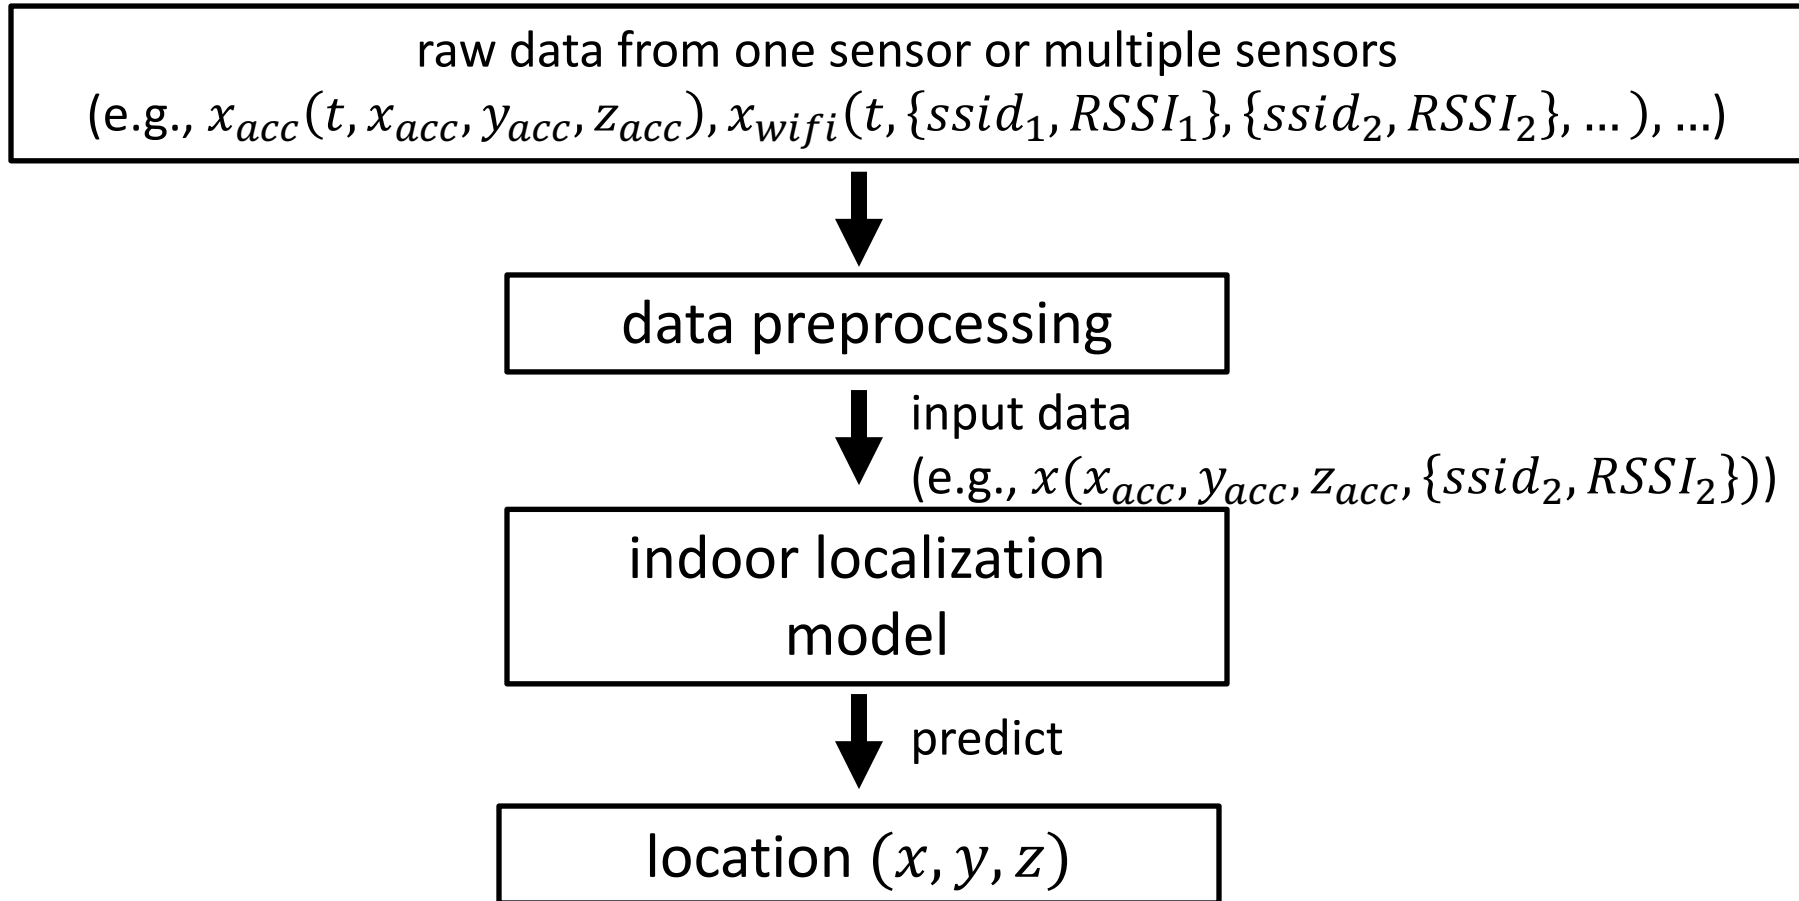 raw data from one sensor or multiple sensors
(e.g., x_acc(t, x_acc, y_acc, z_acc), x_wifi(t, {ssid_1, RSSI_1}, {ssid_2, RSSI_2}, … ), …)
data preprocessing
input data
(e.g., x(x_acc, y_acc, z_acc, {ssid_2, RSSI_2}))
indoor localization
model
predict
location (x, y, z)